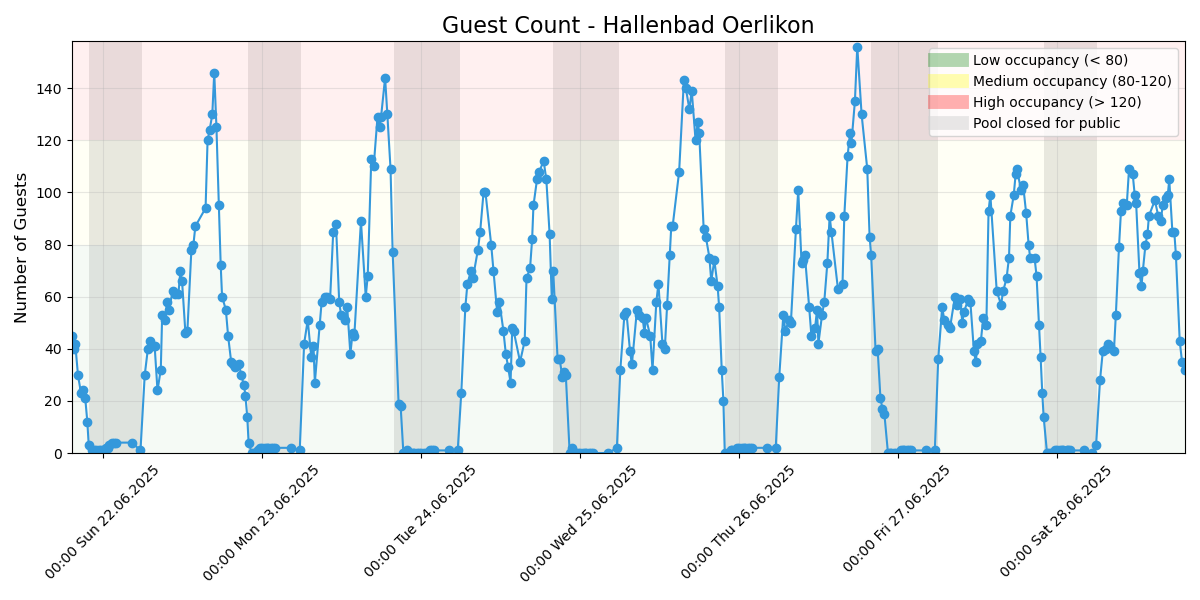 Guest Count - Hallenbad Oerlikon
Number of Guests
140
120
100
80
60
40
20
0
Low occupancy (< 80)
Medium occupancy (80-120)
High occupancy (> 120)
Pool closed for public
00:00 Sun 22.06.2025
00:00 Mon 23.06.2025
00:00 Tue 24.06.2025
00:00 Wed 25.06.2025
00:00 Thu 26.06.2025
00:00 Fri 27.06.2025
00:00 Sat 28.06.2025